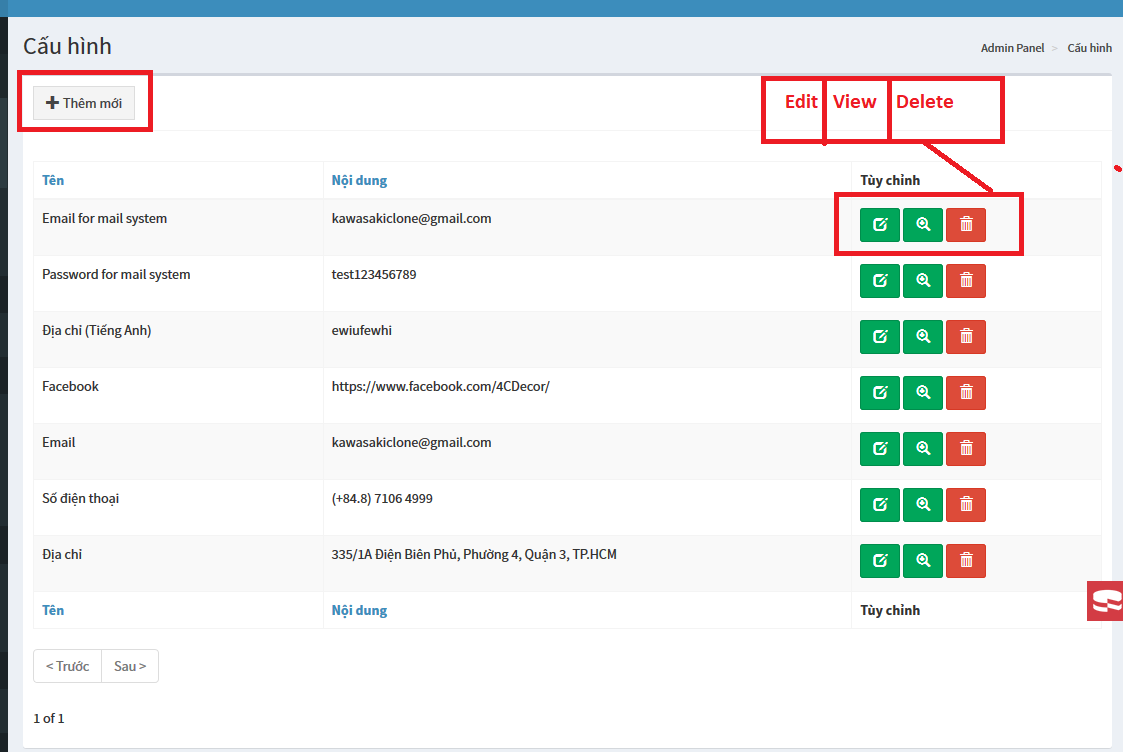 Cấu hình
Admin Panel > Cấu hình
Thêm mới
Edit View Delete
Tên Nội dung Tùy chỉnh
Email for mail system kawasakiclone@gmail.com
Password for mail system test123456789
Địa chỉ (Tiếng Anh) ewiufewhi
Facebook https://www.facebook.com/4CDecor/
Email kawasakiclone@gmail.com
Số điện thoại (+84.8) 7106 4999
Địa chỉ 335/1A Điện Biên Phủ, Phường 4, Quận 3, TP.HCM
Tên Nội dung Tùy chỉnh
< Trước Sau >
1 of 1